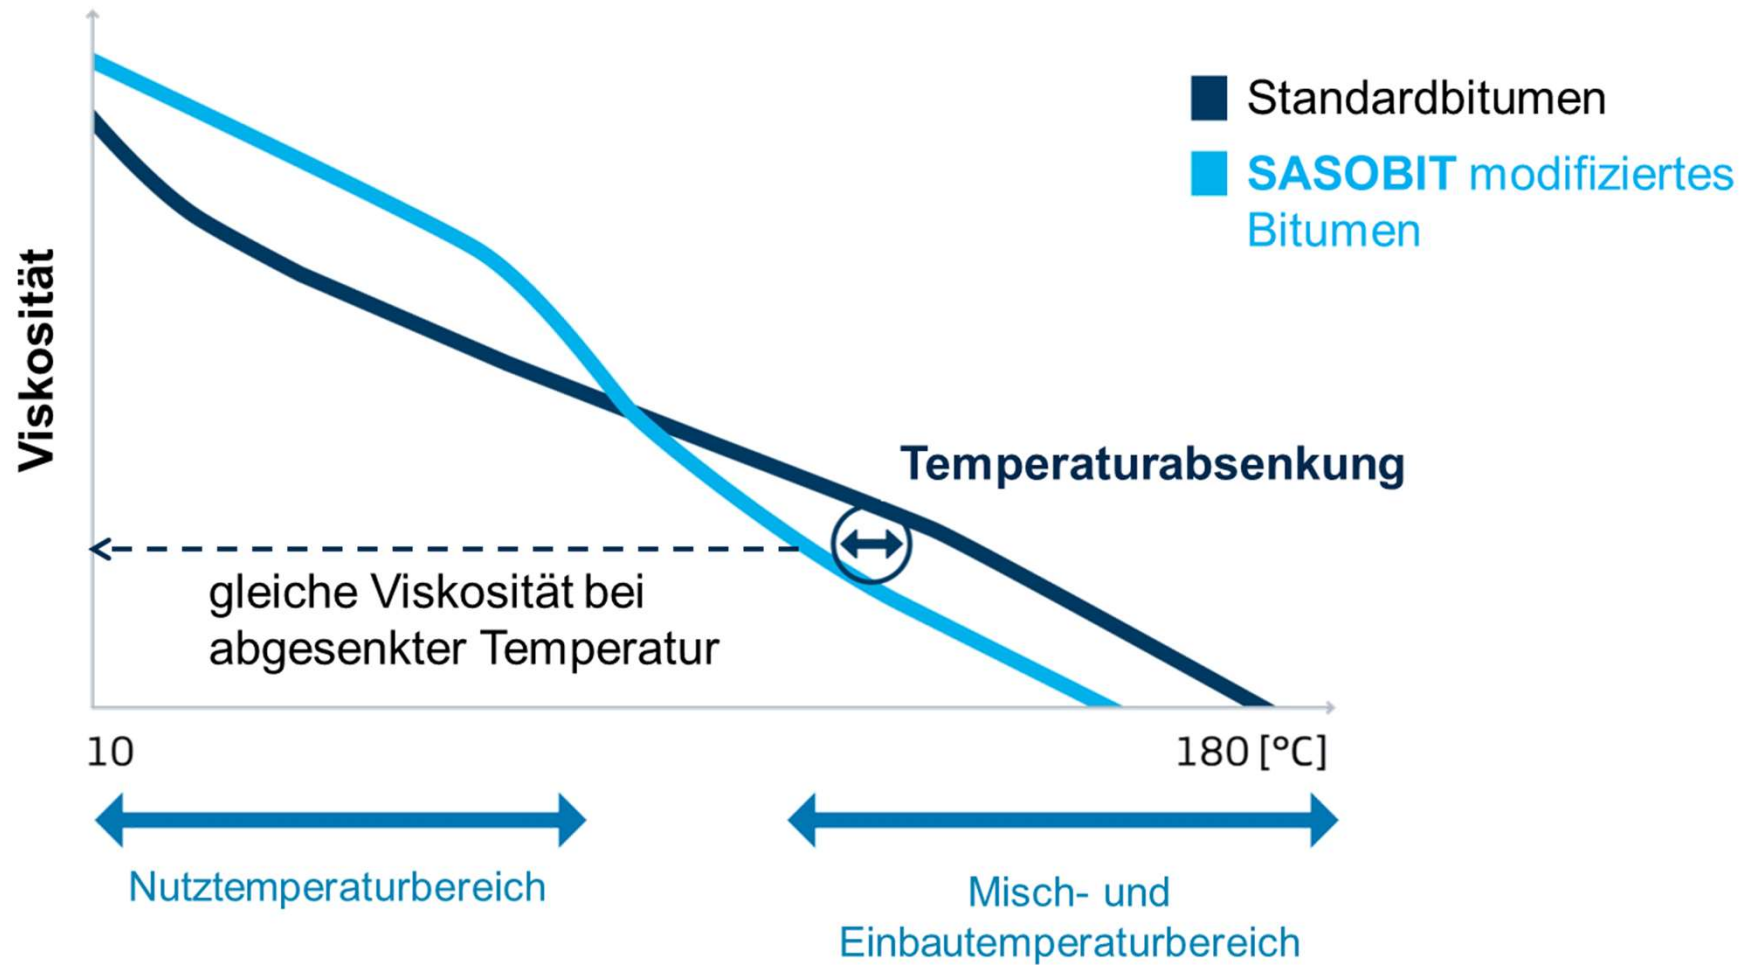 Standardbitumen
SASOBIT modifiziertes
Bitumen
Viskosität
Temperaturabsenkung
gleiche Viskosität bei
abgesenkter Temperatur
10
180 [°C]
Nutztemperaturbereich
Misch- und
Einbautemperaturbereich